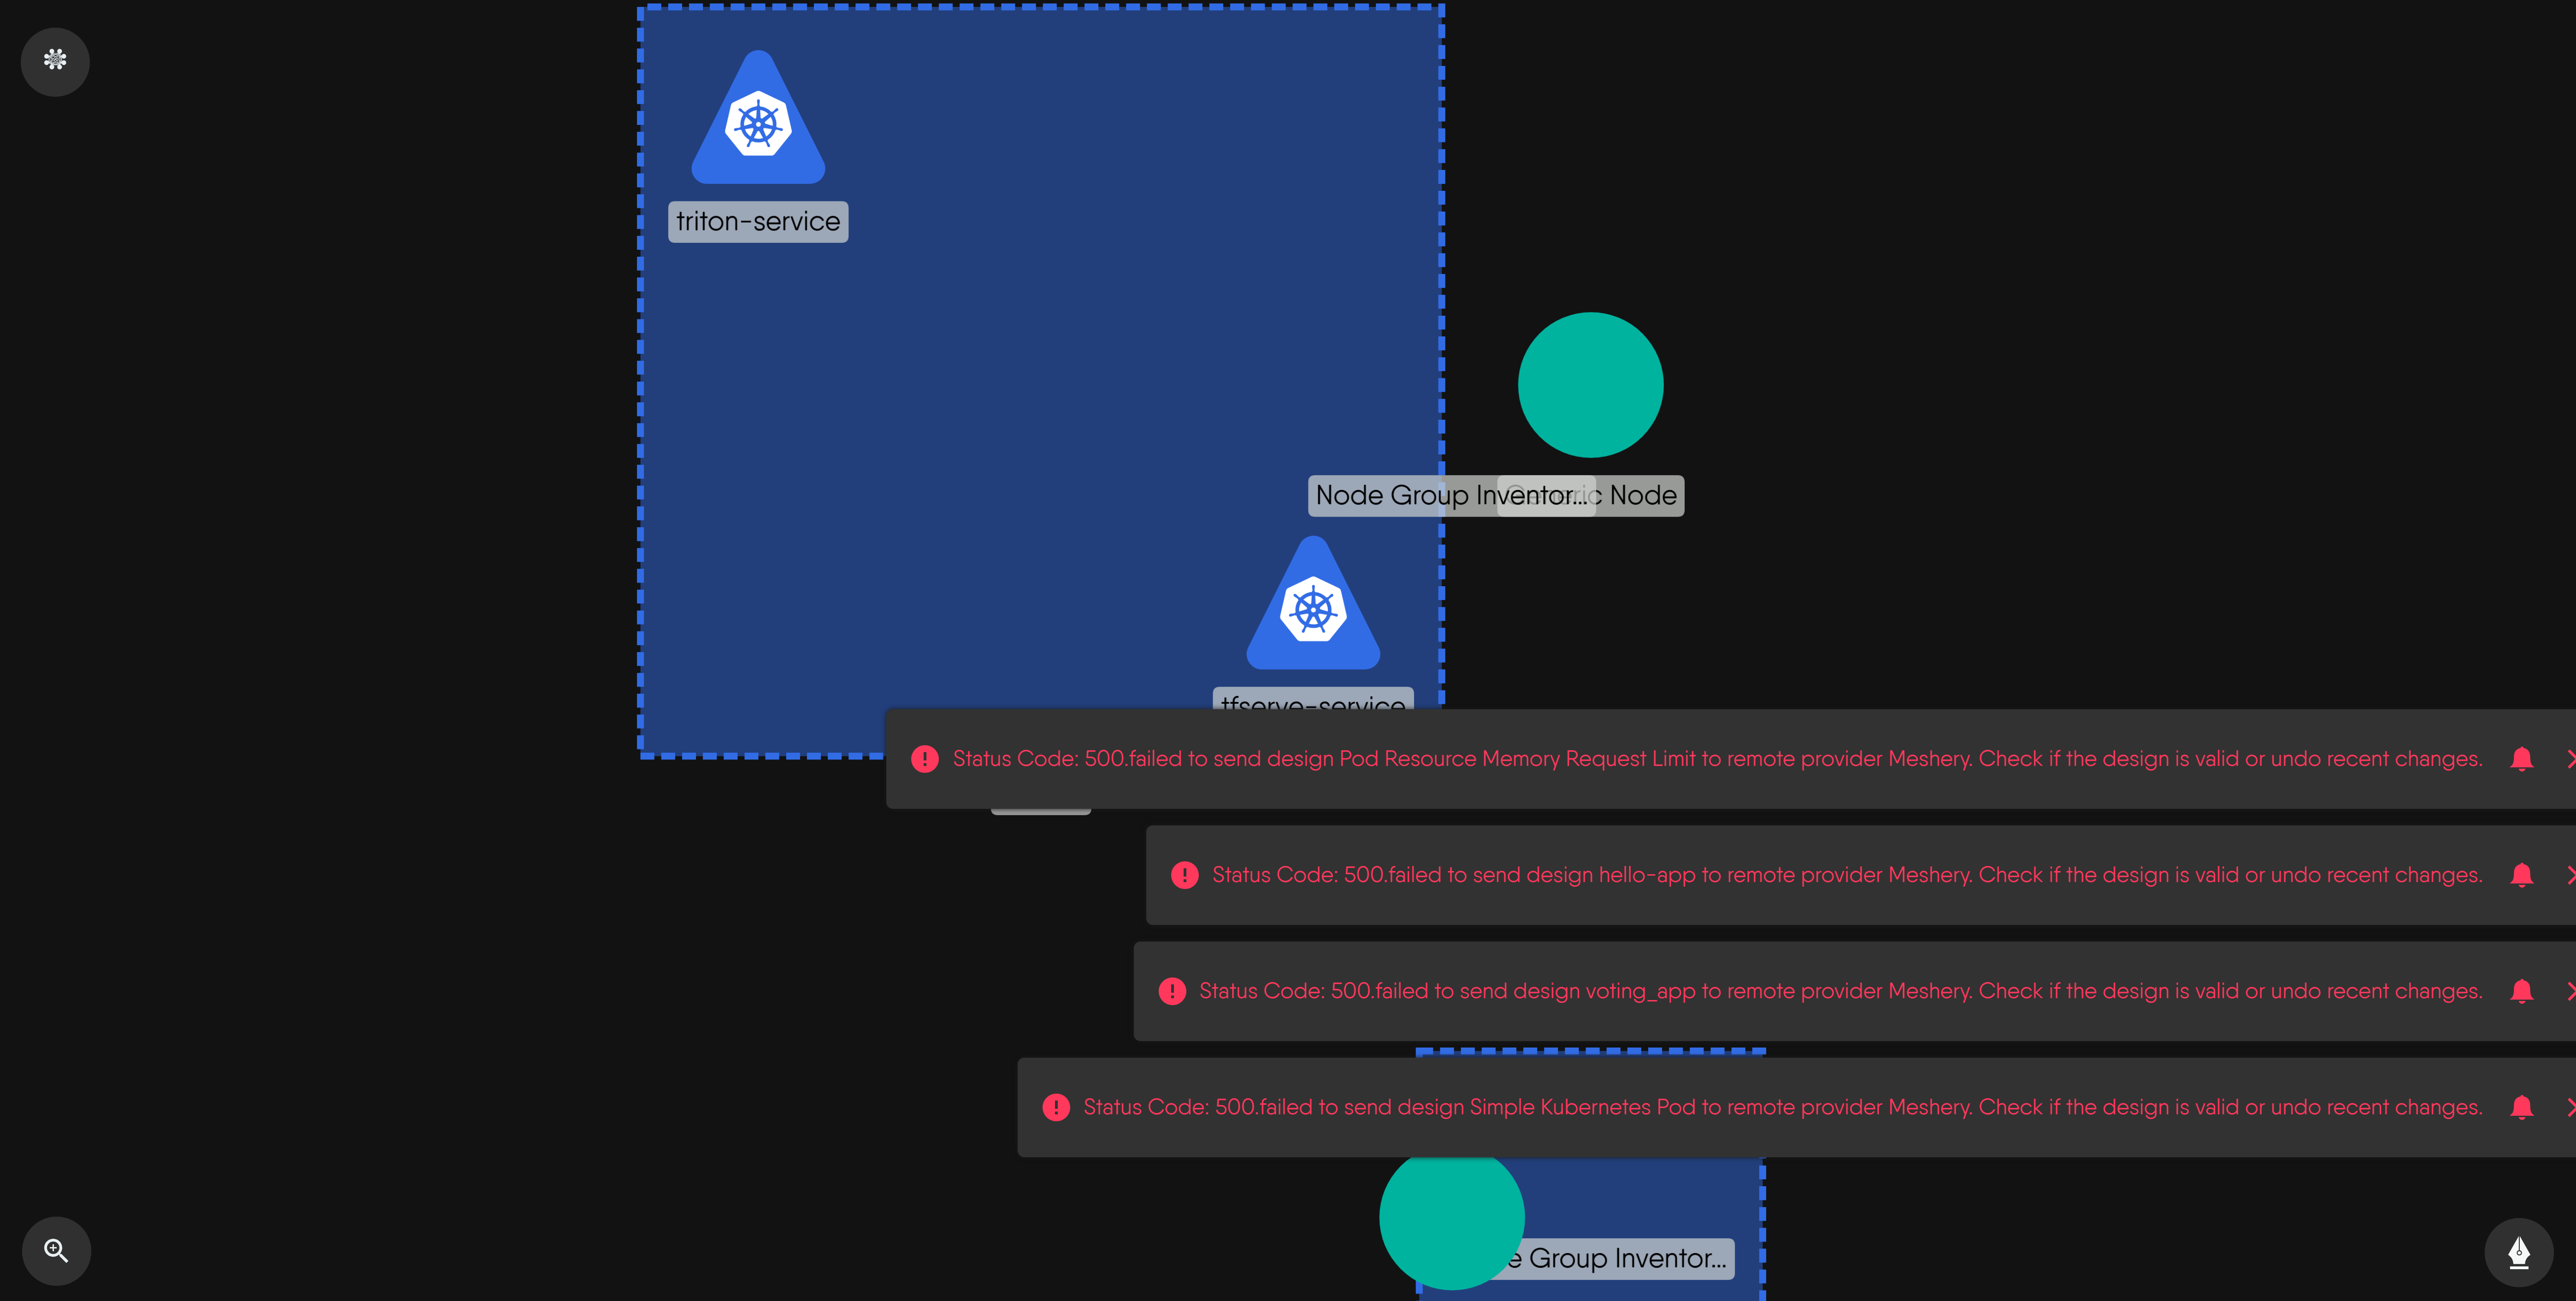 triton-service
Node Group Inventor...
Node
tfserve-service
Status Code: 500.failed to send design Pod Resource Memory Request Limit to remote provider Meshery. Check if the design is valid or undo recent changes.
Status Code: 500.failed to send design hello-app to remote provider Meshery. Check if the design is valid or undo recent changes.
Status Code: 500.failed to send design voting_app to remote provider Meshery. Check if the design is valid or undo recent changes.
Status Code: 500.failed to send design Simple Kubernetes Pod to remote provider Meshery. Check if the design is valid or undo recent changes.
Group Inventor...